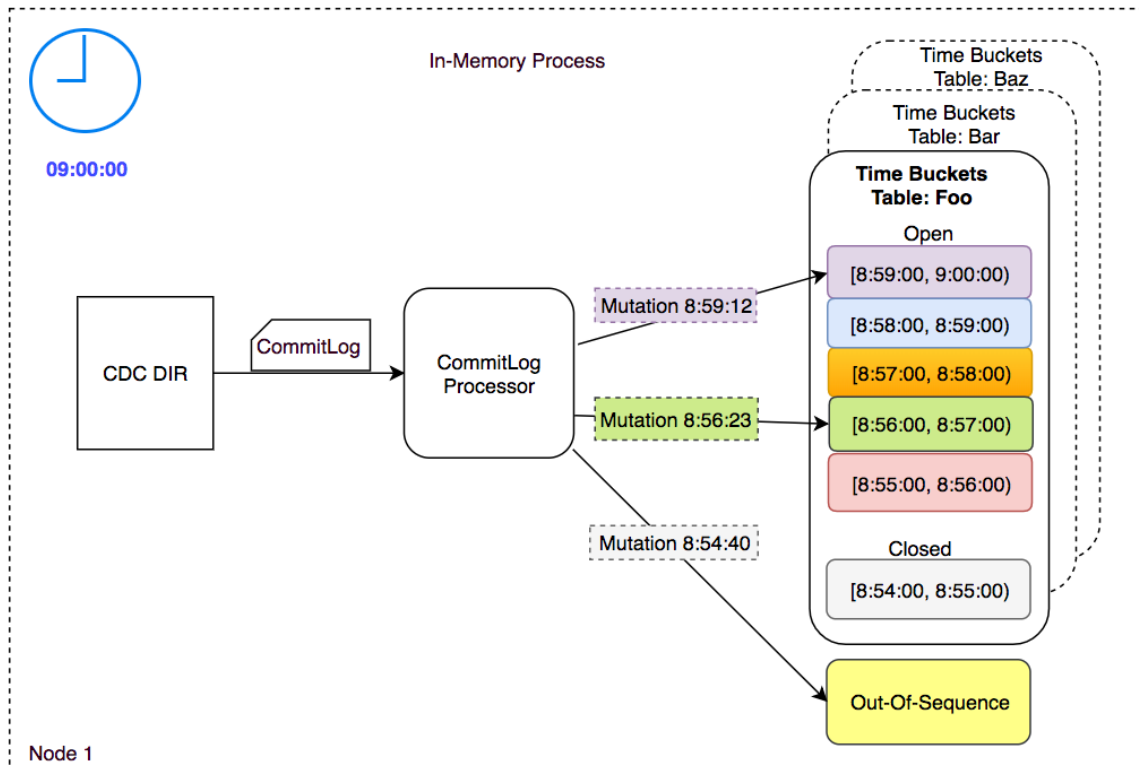 In-Memory Process
09:00:00
Time Buckets
Table: Baz
Time Buckets
Table: Bar
Time Buckets
Table: Foo
Open
[8:59:00, 9:00:00)
[8:58:00, 8:59:00)
[8:57:00, 8:58:00)
[8:56:00, 8:57:00)
[8:55:00, 8:56:00)
Closed
[8:54:00, 8:55:00)
CDC DIR
CommitLog
CommitLog
Processor
Mutation 8:59:12
Mutation 8:56:23
Mutation 8:54:40
Out-Of-Sequence
Node 1